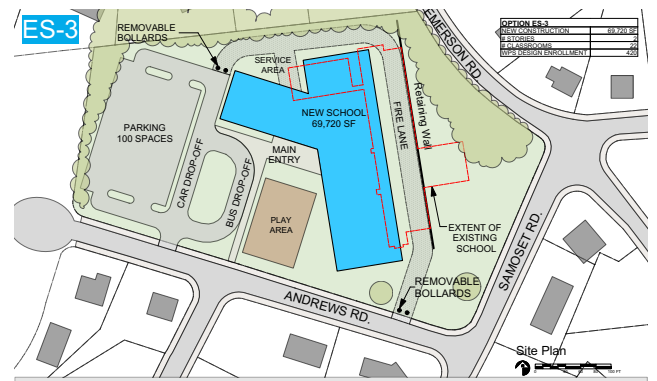 ES-3
REMOVABLE
BOLLARDS
EMERSON RD.
OPTION ES-3
NEW CONSTRUCTION 69,720 SF
# STORIES 2
# CLASSROOMS 22
WPS DESIGN ENROLLMENT 420
SERVICE
AREA
NEW SCHOOL
69,720 SF
FIRE LANE
Retaining Wall
PARKING
100 SPACES
MAIN
ENTRY
CAR DROP-OFF
BUS DROP-OFF
PLAY
AREA
EXTENT OF
EXISTING
SCHOOL
SAMOSET RD.
REMOVABLE
BOLLARDS
ANDREWS RD.
Site Plan
100 FT